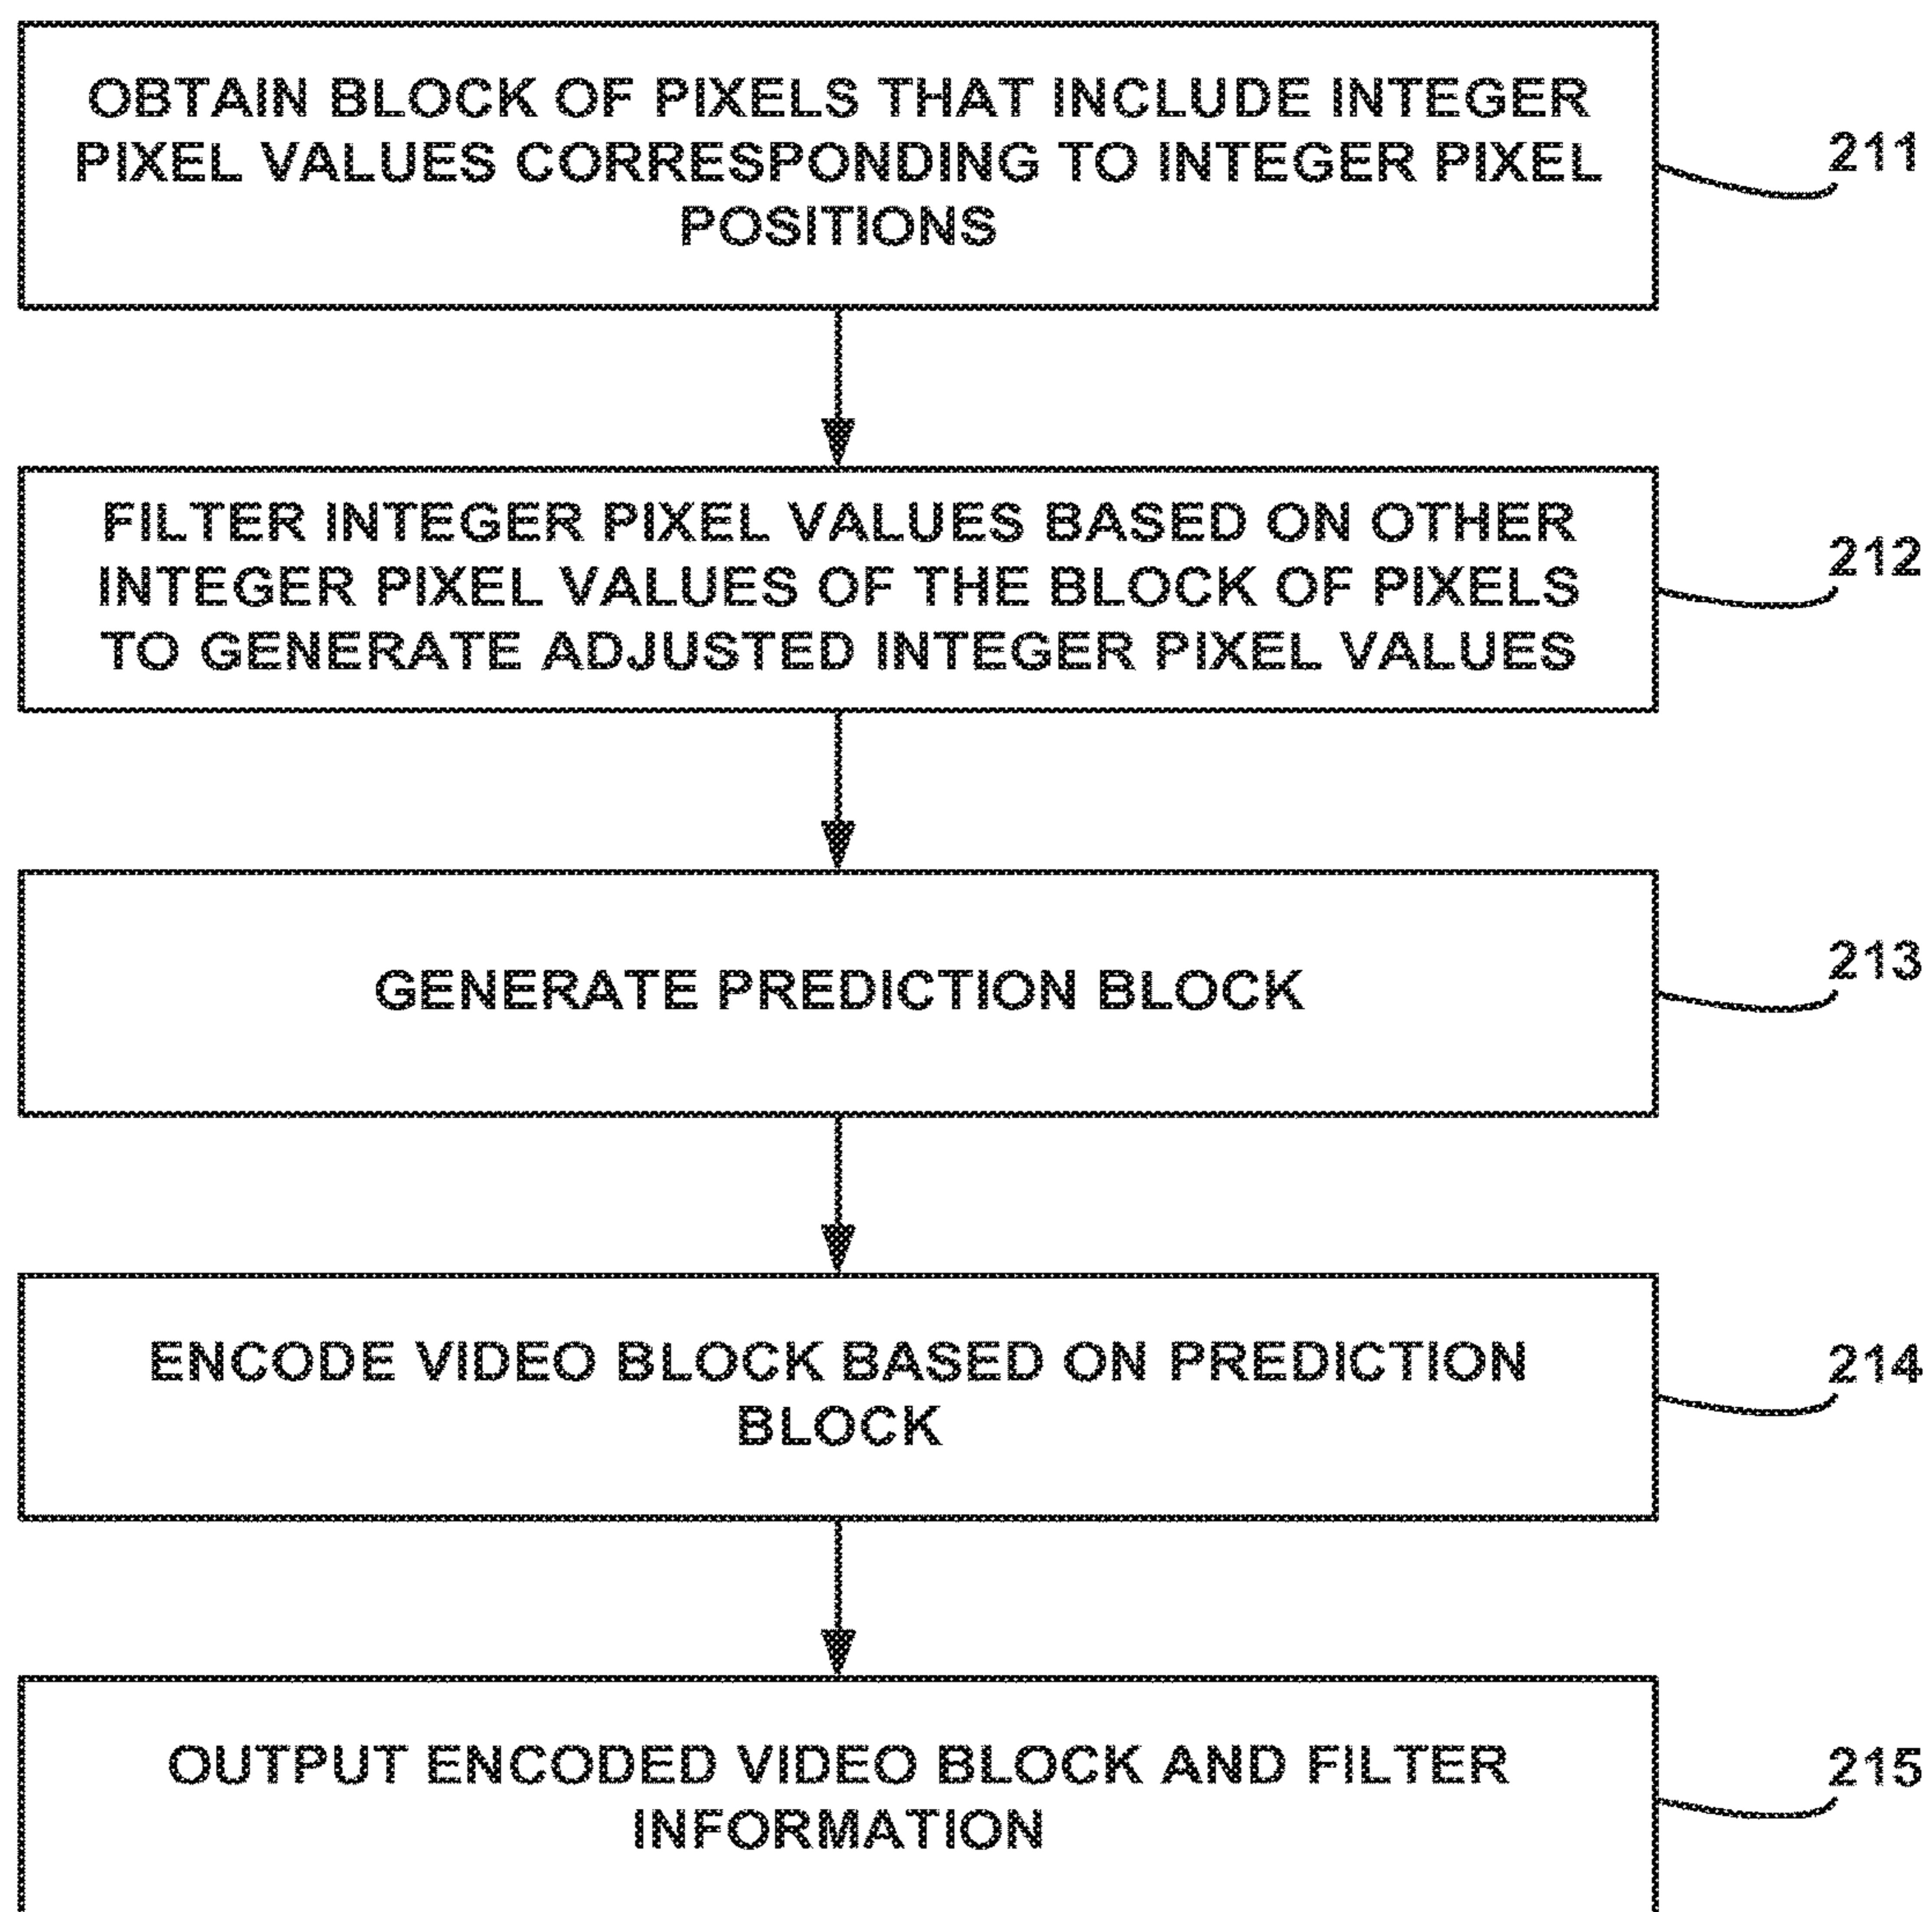 OBTAIN BLOCK OF PIXELS THAT INCLUDE INTEGER
PIXEL VALUES CORRESPONDING TO INTEGER PIXEL
POSITIONS
211
FILTER INTEGER PIXEL VALUES BASED ON OTHER
INTEGER PIXEL VALUES OF THE BLOCK OF PIXELS
TO GENERATE ADJUSTED INTEGER PIXEL VALUES
212
GENERATE PREDICTION BLOCK
213
ENCODE VIDEO BLOCK BASED ON PREDICTION
BLOCK
214
OUTPUT ENCODED VIDEO BLOCK AND FILTER
INFORMATION
215